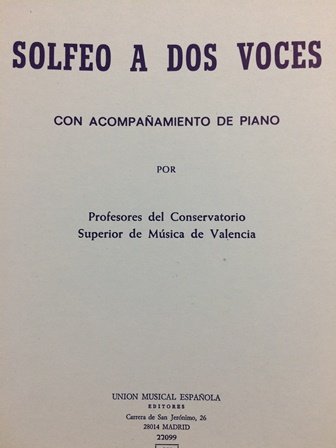 SOLFEO A DOS VOCES
CON ACOMPAÑAMIENTO DE PIANO
POR
Profesores del Conservatorio
Superior de Música de Valencia
UNION MUSICAL ESPAÑOLA
EDITORES
Carrera de San Jerónimo, 26
28014 MADRID
22099